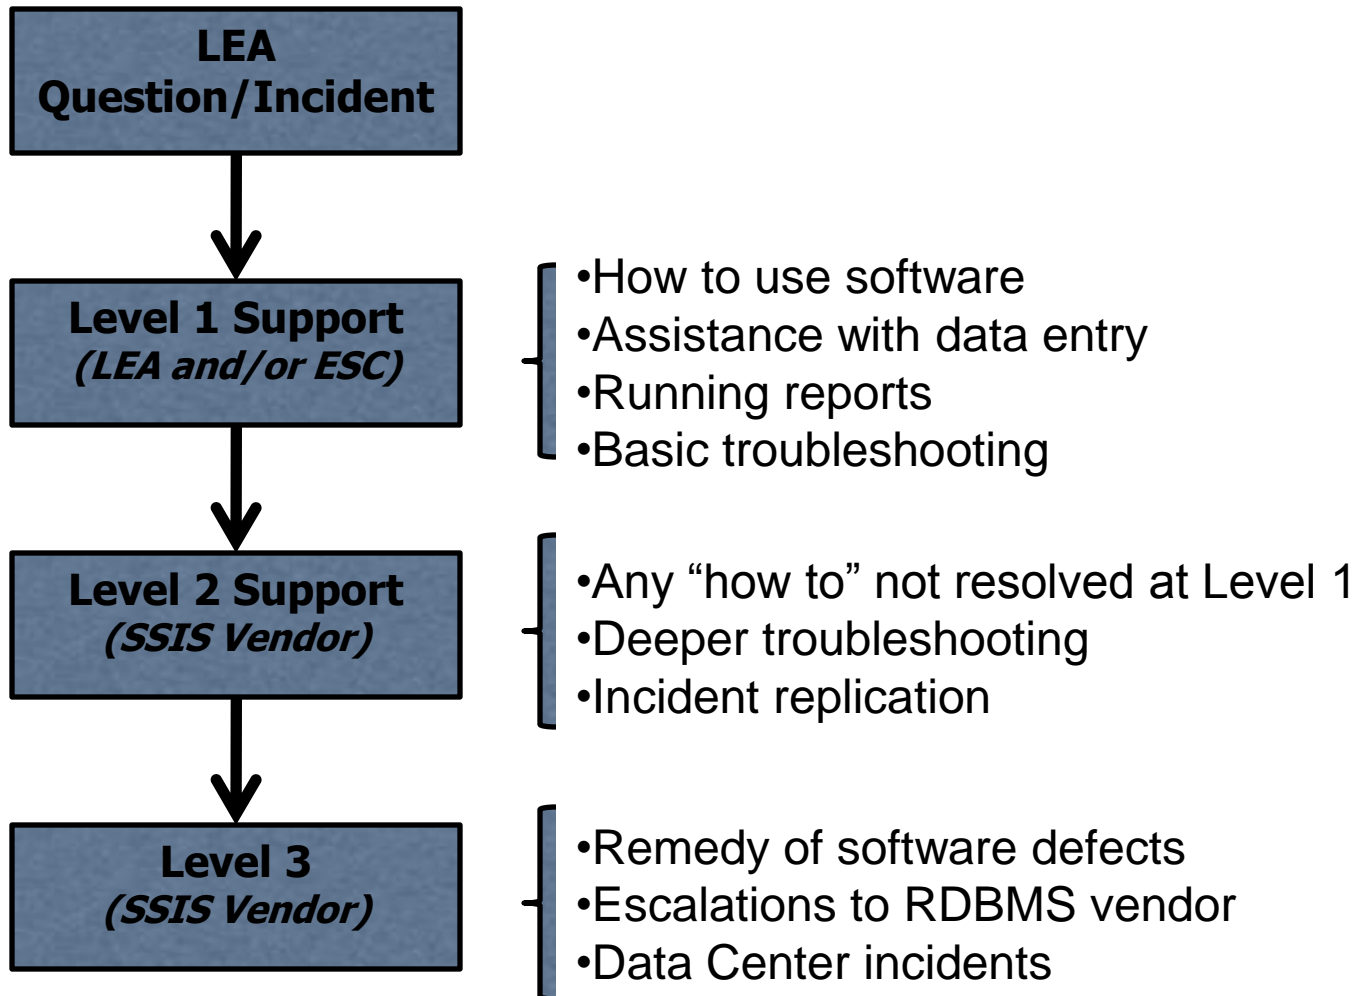 LEA
Question/Incident
Level 1 Support
(LEA and/or ESC)
•How to use software
•Assistance with data entry
•Running reports
•Basic troubleshooting
Level 2 Support
(SSIS Vendor)
•Any “how to” not resolved at Level 1
•Deeper troubleshooting
•Incident replication
Level 3
(SSIS Vendor)
•Remedy of software defects
•Escalations to RDBMS vendor
•Data Center incidents